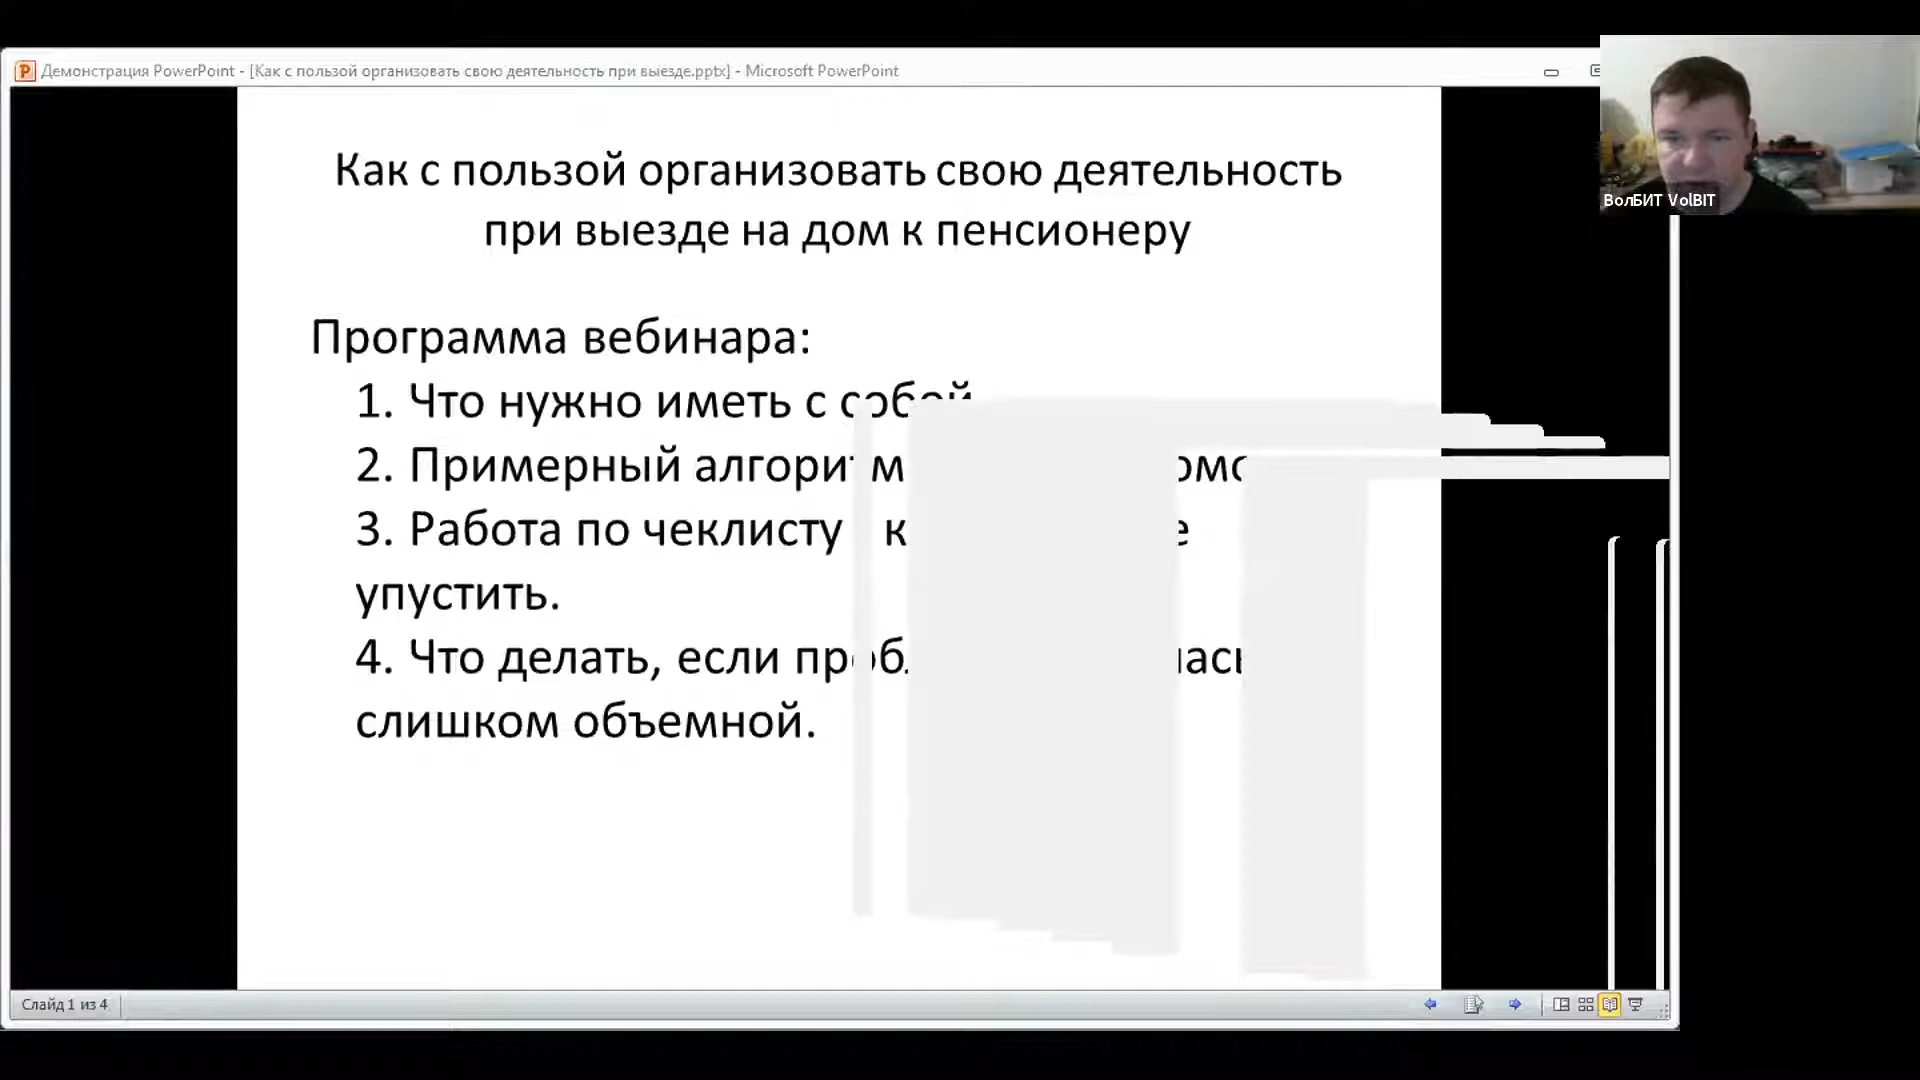 Демонстрация PowerPoint - [Как с пользой организовать свою деятельность при выезде.pptx] - Microsoft PowerPoint
ВолБИТ VolBIT
Как с пользой организовать свою деятельность
при выезде на дом к пенсионеру
Программа вебинара:
1. Что нужно иметь с собой
2. Примерный алгоритм
3. Работа по чеклисту
упустить.
4. Что делать, если
слишком объемной.
Слайд 1 из 4